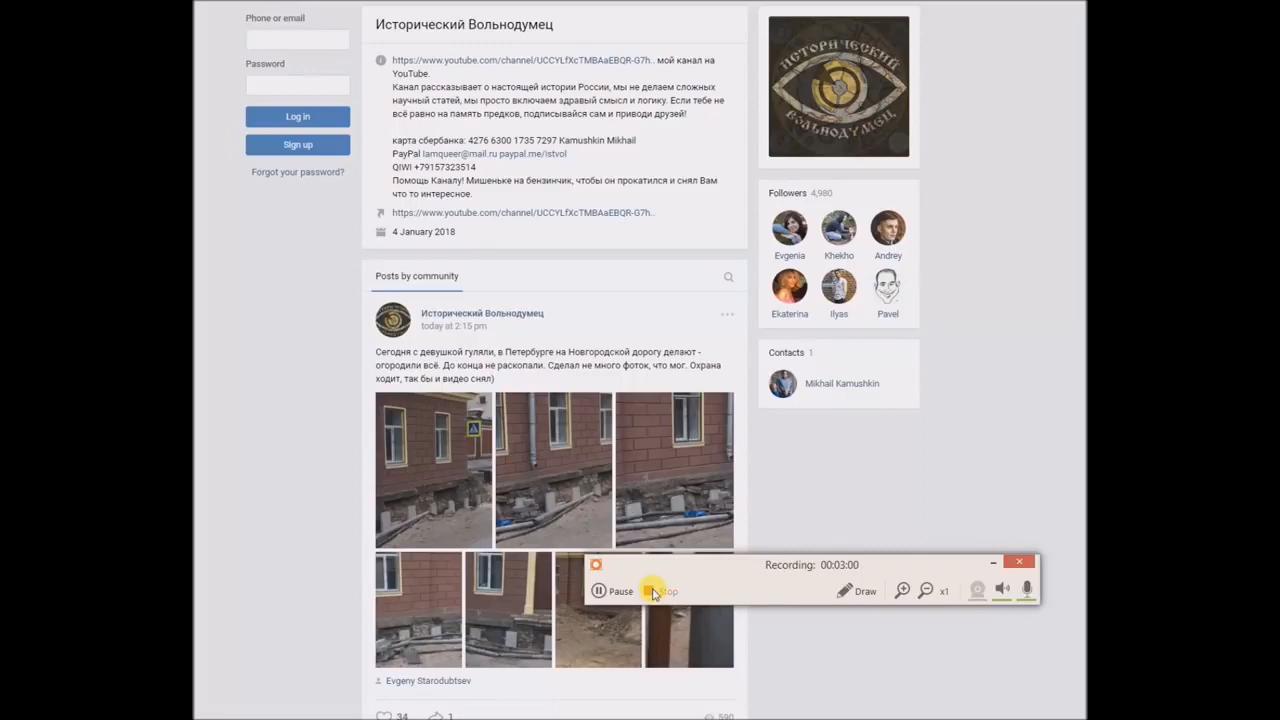 Phone or email
Password
Log in
Sign up
Forgot your password?
Исторический Вольнодумец
https://www.youtube.com/channel/UCCYLfXcTMBAaEBQR-G7h.. мой канал на
YouTube.
Канал рассказывает о настоящей истории России, мы не делаем сложных
научный статей, мы просто включаем здравый смысл и логику. Если тебе не
всё равно на память предков, подписывайся сам и приводи друзей!
карта сбербанка: 4276 6300 1735 7297 Kamushkin Mikhail
PayPal Iamqueer@mail.ru paypal.me/istvol
QIWI +79157323514
Помощь Каналу! Мишеньке на бензинчик, чтобы он прокатился и снял Вам
что то интересное.
https://www.youtube.com/channel/UCCYLfXcTMBAaEBQR-G7h..
4 January 2018
Posts by community
Исторический Вольнодумец
today at 2:15 pm
Сегодня с девушкой гуляли, в Петербурге на Новгородской дорогу делают -
огородили всё. До конца не раскопали. Сделал не много фоток, что мог. Охрана
ходит, так бы и видео снял)
Evgeny Starodubtsev
34
1
590
ИСТОРИЧЕСКИЙ
ВОЛЬНОДУМЕЦ
Followers 4,980
Evgenia Khekho Andrey
Ekaterina Ilyas Pavel
Contacts 1
Mikhail Kamushkin
Recording: 00:03:00
Pause Stop Draw x1